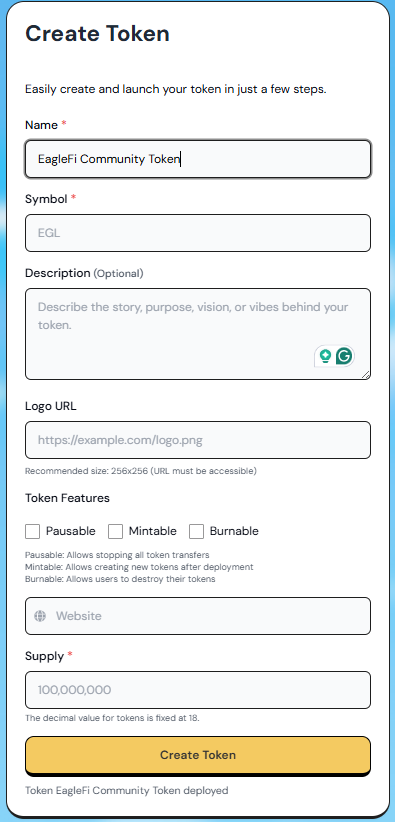 Create Token
Easily create and launch your token in just a few steps.
Name *
EagleFi Community Token
Symbol *
EGL
Description (Optional)
Describe the story, purpose, vision, or vibes behind your
token.
Logo URL
https://example.com/logo.png
Recommended size: 256x256 (URL must be accessible)
Token Features
Pausable Mintable Burnable
Pausable: Allows stopping all token transfers
Mintable: Allows creating new tokens after deployment
Burnable: Allows users to destroy their tokens
Website
Supply *
100,000,000
The decimal value for tokens is fixed at 18.
Create Token
Token EagleFi Community Token deployed